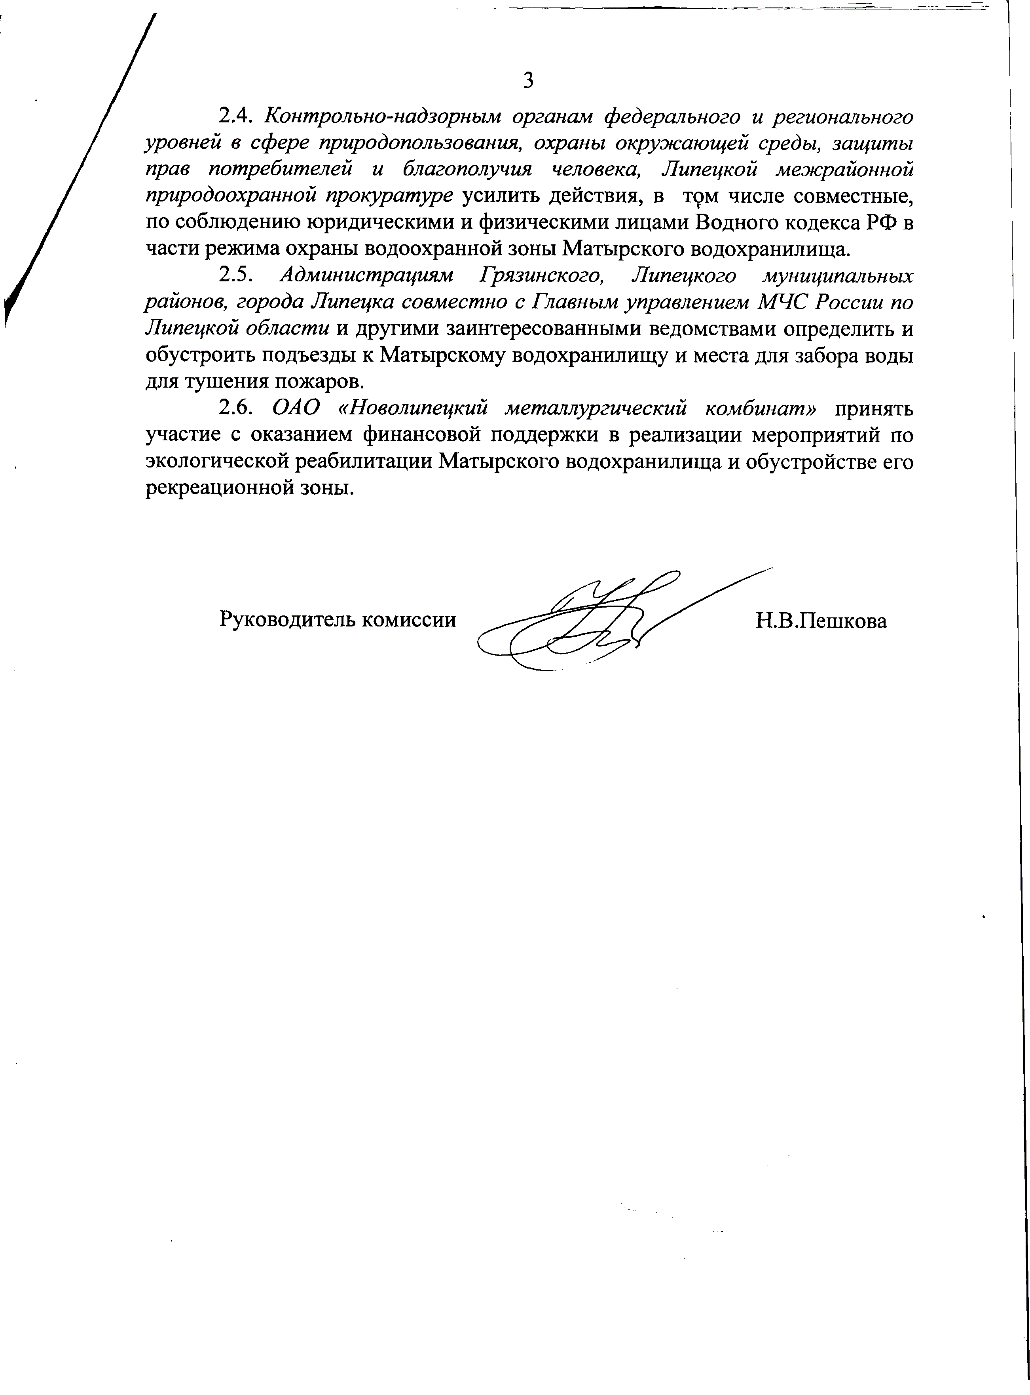 3
2.4. Контрольно-надзорным органам федерального и регионального
уровней в сфере природопользования, охраны окружающей среды, защиты
прав потребителей и благополучия человека, Липецкой межрайонной
природоохранной прокуратуре усилить действия, в том числе совместные,
по соблюдению юридическими и физическими лицами Водного кодекса РФ в
части режима охраны водоохранной зоны Матырского водохранилища.
2.5. Администрациям Грязинского, Липецкого муниципальных
районов, города Липецка совместно с Главным управлением МЧС России по
Липецкой области и другими заинтересованными ведомствами определить и
обустроить подъезды к Матырскому водохранилищу и места для забора воды
для тушения пожаров.
2.6. ОАО «Новолипецкий металлургический комбинат» принять
участие с оказанием финансовой поддержки в реализации мероприятий по
экологической реабилитации Матырского водохранилища и обустройстве его
рекреационной зоны.
Руководитель комиссии Н.В.Пешкова